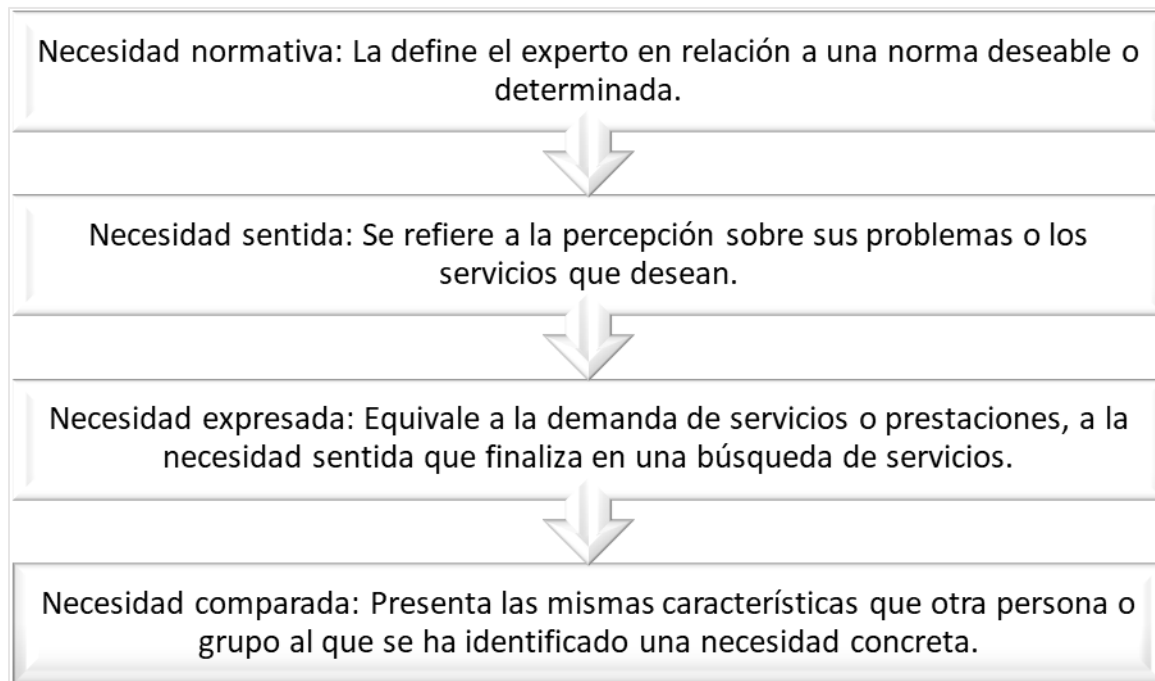 Necesidad normativa: La define el experto en relación a una norma deseable o
determinada.
Necesidad sentida: Se refiere a la percepción sobre sus problemas o los
servicios que desean.
Necesidad expresada: Equivale a la demanda de servicios o prestaciones, a la
necesidad sentida que finaliza en una búsqueda de servicios.
Necesidad comparada: Presenta las mismas características que otra persona o
grupo al que se ha identificado una necesidad concreta.